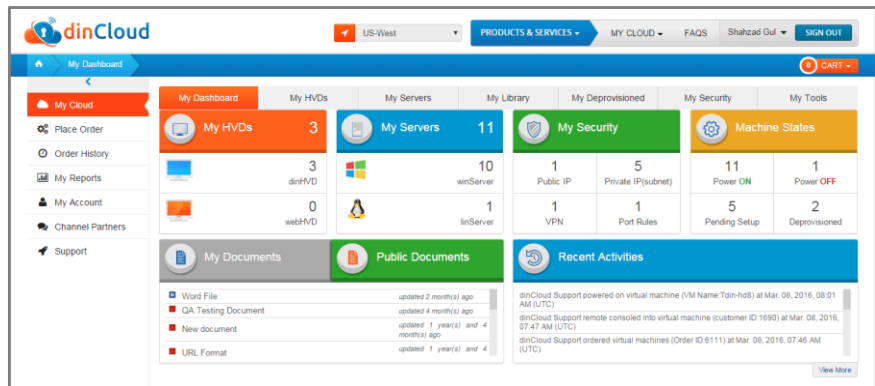 dinCloud
US-West
PRODUCTS & SERVICES
MY CLOUD
FAQS
Shahzad Gul
SIGN OUT
My Dashboard
0 CART
My Cloud
Place Order
Order History
My Reports
My Account
Channel Partners
Support
My Dashboard My HVDs My Servers My Library My Deprovisioned My Security My Tools
My HVDs 3
3
dinHVD
0
webHVD
My Servers 11
10
winServer
1
linServer
My Security
1 5
Public IP Private IP(subnet)
1 1
VPN Port Rules
Machine States
11 1
Power ON Power OFF
5 2
Pending Setup Deprovisioned
My Documents Public Documents
Word File updated 2 month(s) ago
QA Testing Document updated 4 month(s) ago
New document updated 1 year(s) and 4
month(s) ago
URL Format updated 1 year(s) and 4
Recent Activities
dinCloud Support powered on virtual machine (VM Name:Tdin-hd8) at Mar. 08, 2016, 08:01
AM (UTC)
dinCloud Support remote consoled into virtual machine (customer ID:1690) at Mar. 08, 2016,
07:47 AM (UTC)
dinCloud Support ordered virtual machines (Order ID:6111) at Mar. 08, 2016, 07:46 AM
(UTC)
View More